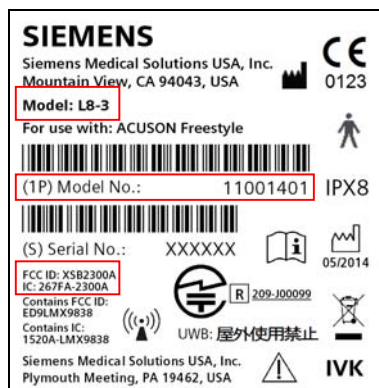 SIEMENS
Siemens Medical Solutions USA, Inc.
Mountain View, CA 94043, USA
CE
0123
Model: L8-3
For use with: ACUSON Freestyle
(1P) Model No.: 11001401
IPX8
(S) Serial No.: XXXXXX
05/2014
FCC ID: XSB2300A
IC: 267FA-2300A
R 209-J00099
Contains FCC ID:
ED9LMX9838
Contains IC:
1520A-LMX9838
UWB: 屋外使用禁止
Siemens Medical Solutions USA, Inc.
Plymouth Meeting, PA 19462, USA
IVK